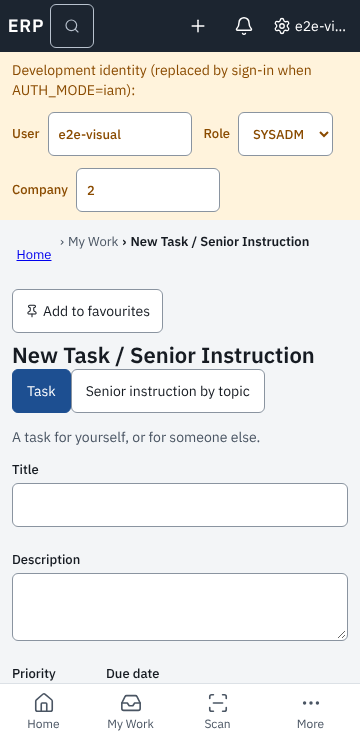 ERP e2e-vi...
Development identity (replaced by sign-in when
AUTH_MODE=iam):
User e2e-visual Role SYSADM
Company 2
Home › My Work › New Task / Senior Instruction
Add to favourites
New Task / Senior Instruction
Task Senior instruction by topic
A task for yourself, or for someone else.
Title
Description
Priority Due date
Home My Work Scan More